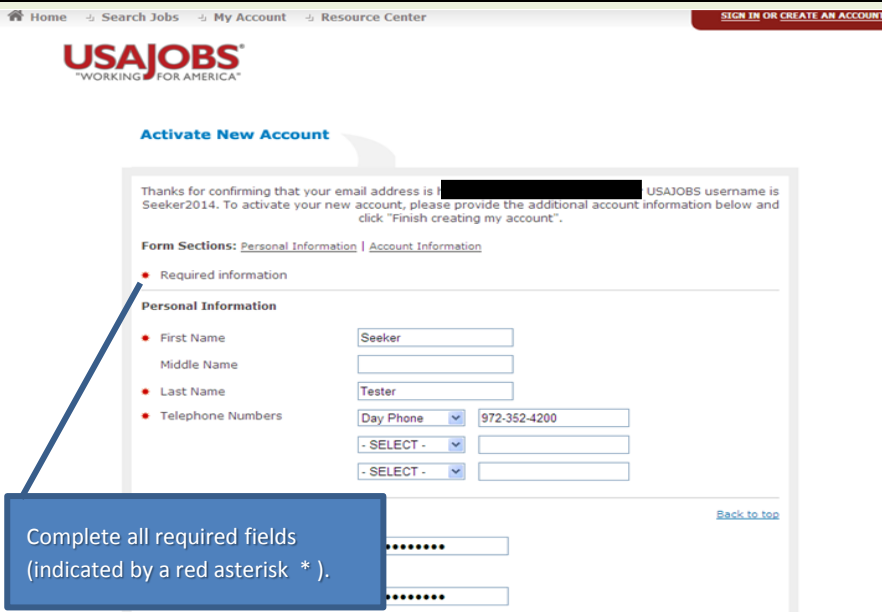 Home Search Jobs My Account Resource Center SIGN IN OR CREATE AN ACCOUNT
USAJOBS
"WORKING FOR AMERICA"
Activate New Account
Thanks for confirming that your email address is USAJOBS username is
Seeker2014. To activate your new account, please provide the additional account information below and
click "Finish creating my account".
Form Sections: Personal Information | Account Information
Required information
Personal Information
First Name Seeker
Middle Name
Last Name Tester
Telephone Numbers Day Phone 972-352-4200
- SELECT -
- SELECT -
Back to top
Complete all required fields
(indicated by a red asterisk * ).